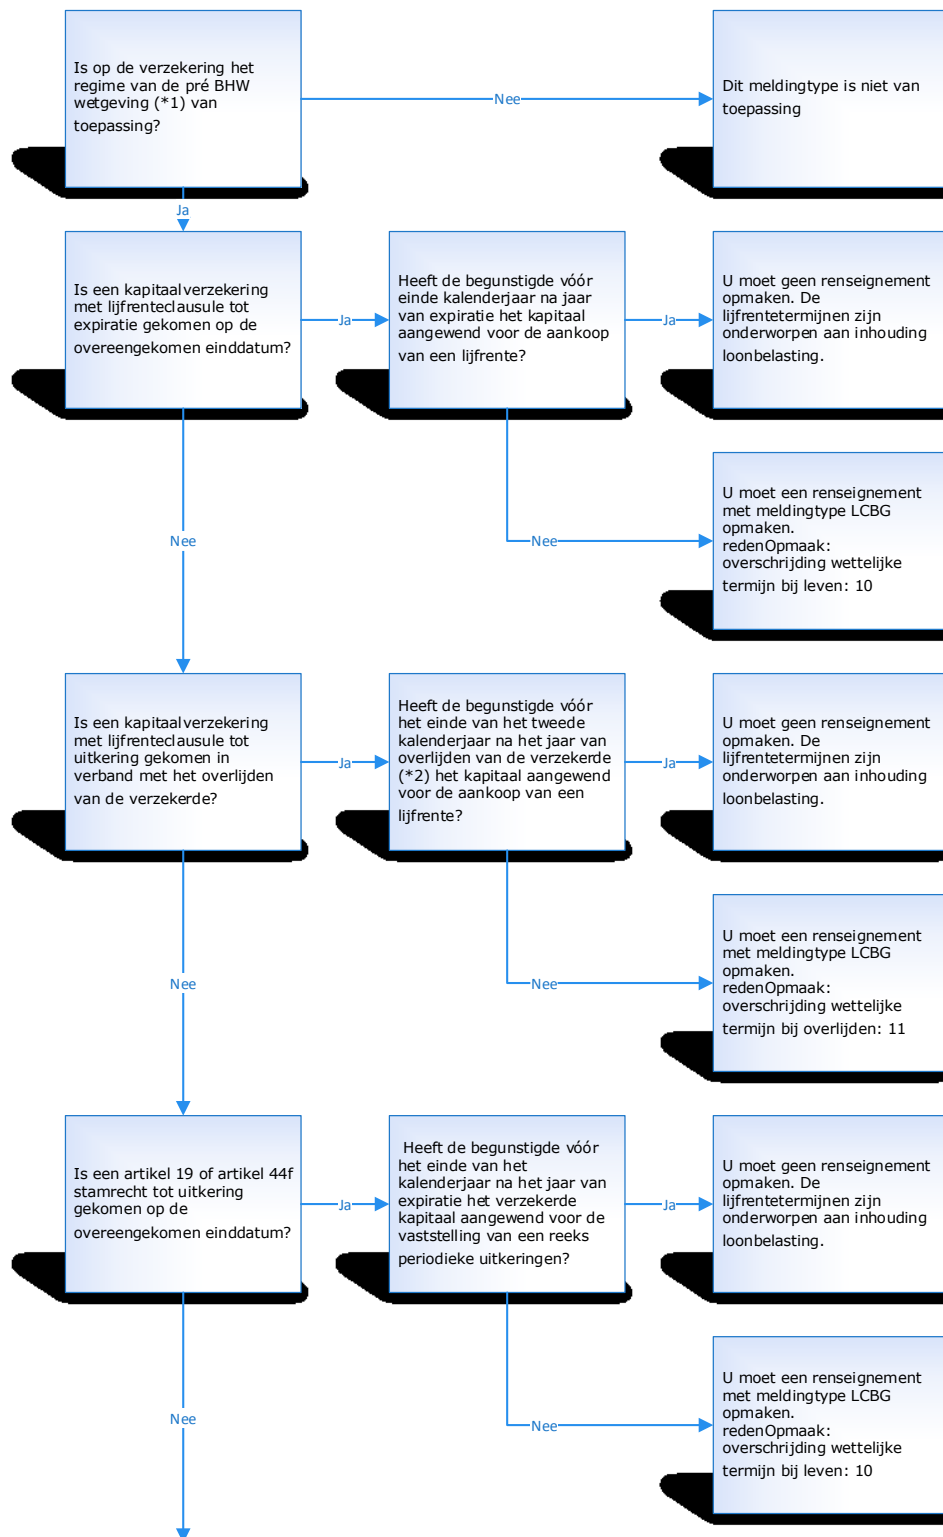 Is op de verzekering het
regime van de pré BHW
wetgeving (*1) van
toepassing?
Nee
Dit meldingtype is niet van
toepassing
Ja
Is een kapitaalverzekering
met lijfrenteclausule tot
expiratie gekomen op de
overeengekomen einddatum?
Ja
Heeft de begunstigde vóór
einde kalenderjaar na jaar
van expiratie het kapitaal
aangewend voor de aankoop
van een lijfrente?
Ja
U moet geen renseignement
opmaken. De
lijfrentetermijnen zijn
onderworpen aan inhouding
loonbelasting.
Nee
U moet een renseignement
met meldingtype LCBG
opmaken.
redenOpmaak:
overschrijding wettelijke
termijn bij leven: 10
Nee
Is een kapitaalverzekering
met lijfrenteclausule tot
uitkering gekomen in
verband met het overlijden
van de verzekerde?
Ja
Heeft de begunstigde vóór
het einde van het tweede
kalenderjaar na het jaar van
overlijden van de verzekerde
(*2) het kapitaal aangewend
voor de aankoop van een
lijfrente?
Ja
U moet geen renseignement
opmaken. De
lijfrentetermijnen zijn
onderworpen aan inhouding
loonbelasting.
Nee
U moet een renseignement
met meldingtype LCBG
opmaken.
redenOpmaak:
overschrijding wettelijke
termijn bij overlijden: 11
Nee
Is een artikel 19 of artikel 44f
stamrecht tot uitkering
gekomen op de
overeengekomen einddatum?
Ja
Heeft de begunstigde vóór
het einde van het
kalenderjaar na het jaar van
expiratie het verzekerde
kapitaal aangewend voor de
vaststelling van een reeks
periodieke uitkeringen?
Ja
U moet geen renseignement
opmaken. De
lijfrentetermijnen zijn
onderworpen aan inhouding
loonbelasting.
Nee
U moet een renseignement
met meldingtype LCBG
opmaken.
redenOpmaak:
overschrijding wettelijke
termijn bij leven: 10
Nee